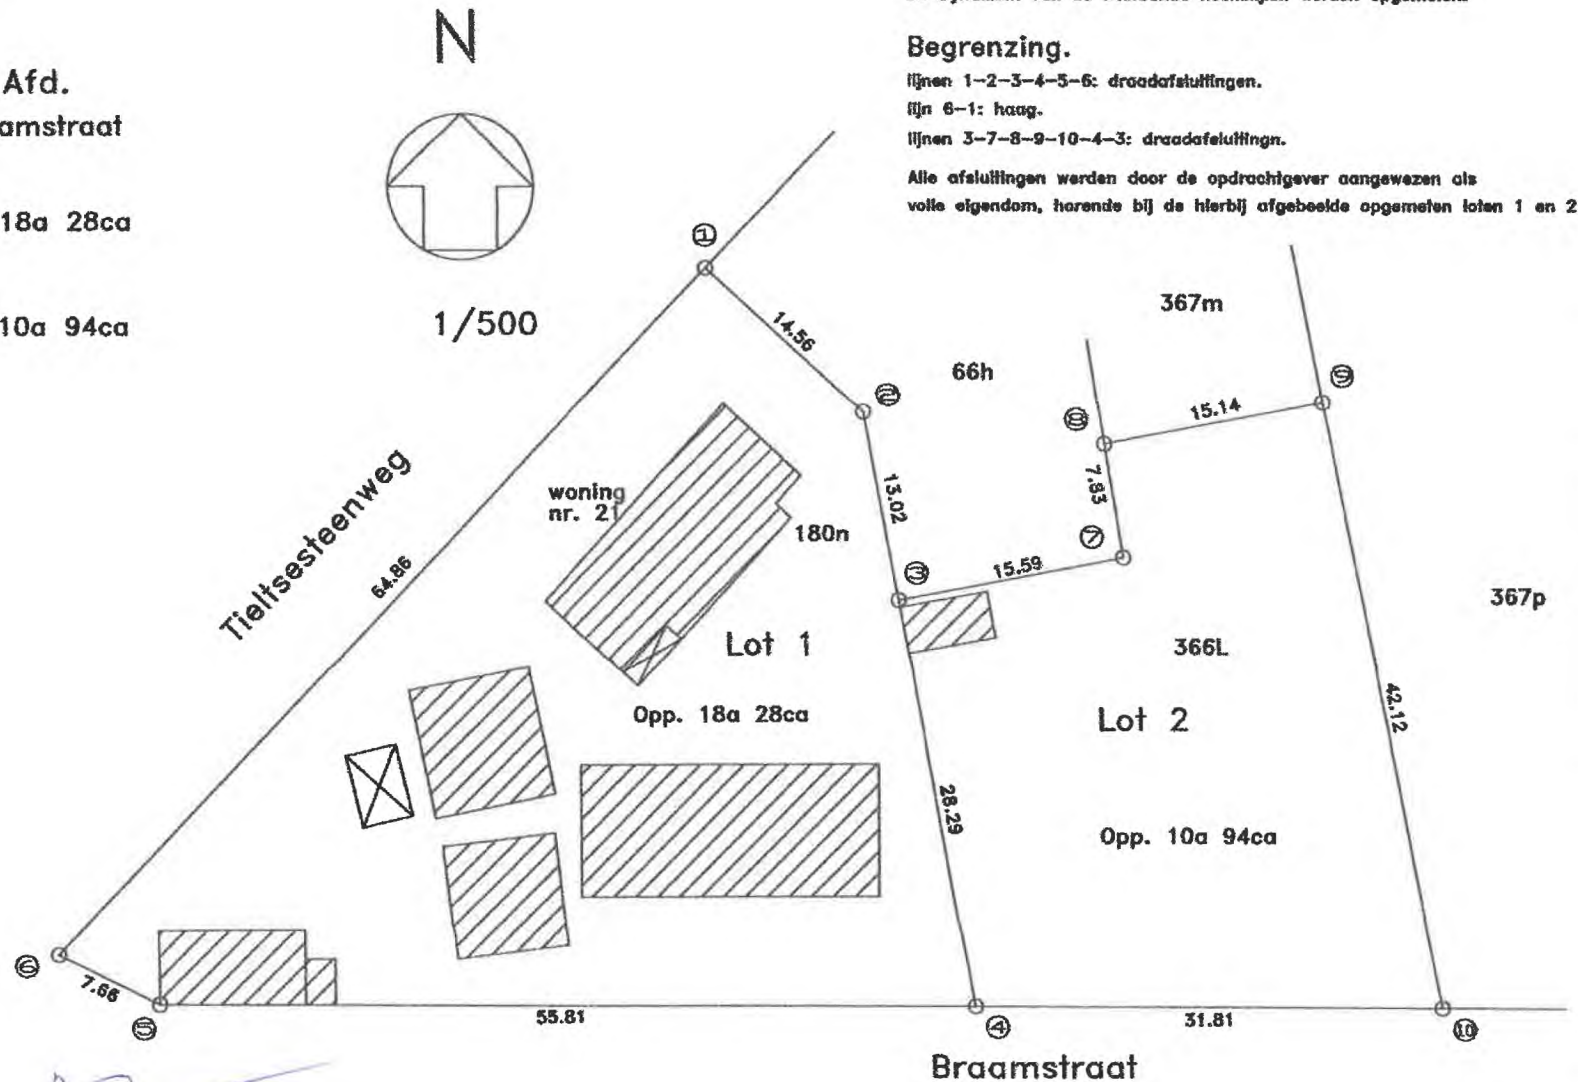 N
Afd.
amstraat
18a 28ca
10a 94ca
1/500
Begrenzing.
lijnen 1-2-3-4-5-6: draadafsluitingen.
lijn 6-1: haag.
lijnen 3-7-8-9-10-4-3: draadafsluitingn.
Alle afsluitingen werden door de opdrachtgever aangewezen als
volle eigendom, horende bij de hierbij afgebeelde opgemeten loten 1 en 2
1
14.56
2
66h
367m
8
15.14
9
7.83
7
13.02
3
15.59
woning
nr. 21
180n
Tieltsesteenweg
64.86
Lot 1
Opp. 18a 28ca
366L
367p
Lot 2
42.12
28.29
Opp. 10a 94ca
6
7.66
5
55.81
4
31.81
10
Braamstraat